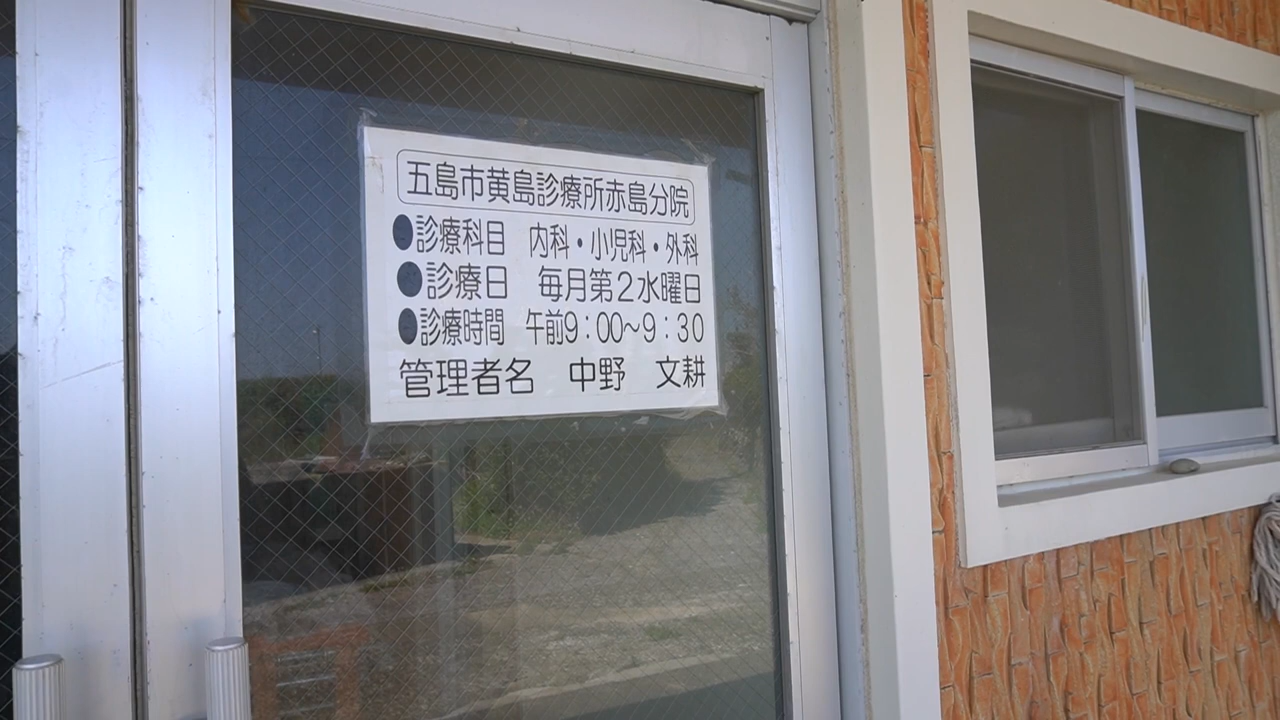 五島市黄島診療所赤島分院
●診療科目 内科・小児科・外科
●診療日 毎月第2水曜日
●診療時間 午前9:00~9:30
管理者名 中野 文耕